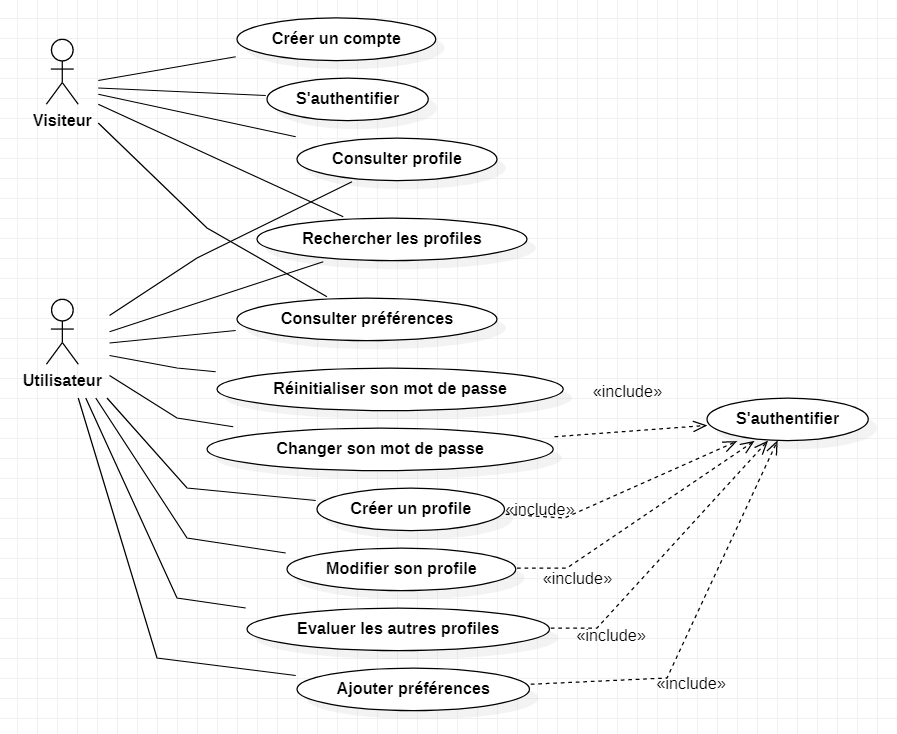 Créer un compte
Visiteur
S'authentifier
Consulter profile
Rechercher les profiles
Consulter préférences
Utilisateur
Réinitialiser son mot de passe
«include»
S'authentifier
Changer son mot de passe
Créer un profile
«include»
Modifier son profile
«include»
Evaluer les autres profiles
«include»
Ajouter préférences
«include»